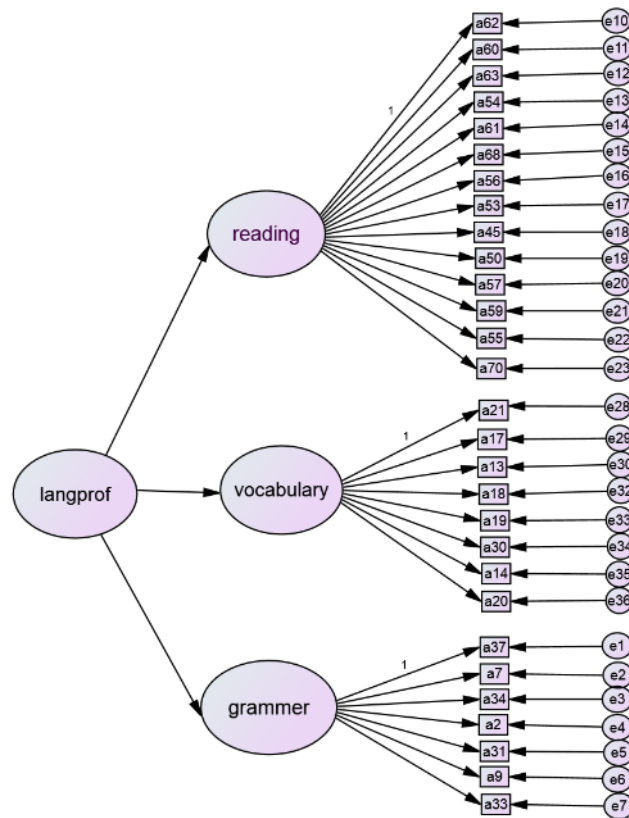 a62 e10
a60 e11
1 a63 e12
a54 e13
a61 e14
a68 e15
a56 e16
a53 e17
reading a45 e18
a50 e19
a57 e20
a59 e21
a55 e22
a70 e23
a21 e28
1 a17 e29
a13 e30
langprof vocabulary a18 e32
a19 e33
a30 e34
a14 e35
a20 e36
a37 e1
1 a7 e2
a34 e3
grammer a2 e4
a31 e5
a9 e6
a33 e7